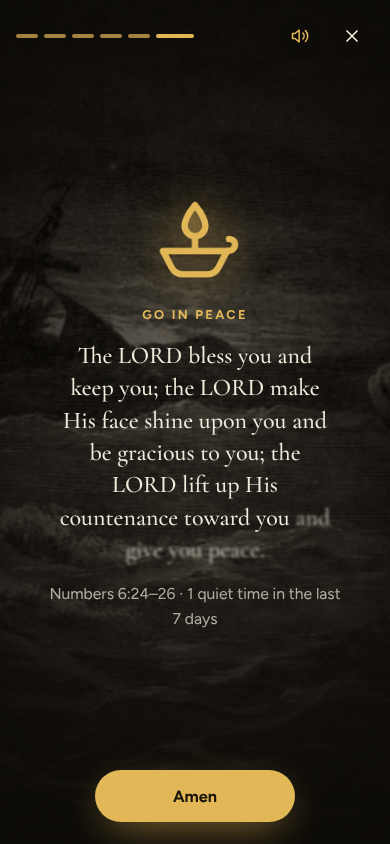 GO IN PEACE
The LORD bless you and
keep you; the LORD make
His face shine upon you and
be gracious to you; the
LORD lift up His
countenance toward you and
give you peace.
Numbers 6:24–26 · 1 quiet time in the last
7 days
Amen